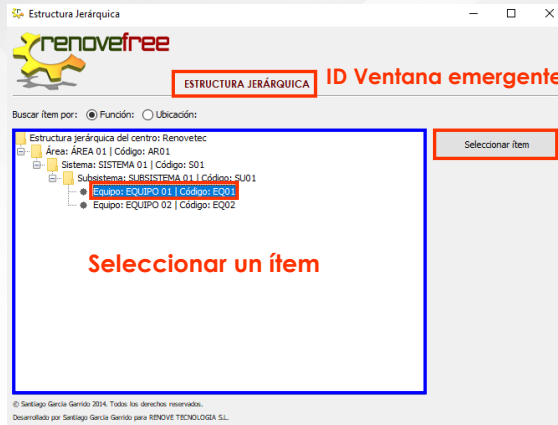 Estructura Jerárquica
renovefree
ESTRUCTURA JERÁRQUICA
ID Ventana emergente
Buscar ítem por: Función: Ubicación:
Estructura jerárquica del centro: Renovetec
Área: ÁREA 01 | Código: AR01
Sistema: SISTEMA 01 | Código: S01
Subsistema: SUBSISTEMA 01 | Código: SU01
Equipo: EQUIPO 01 | Código: EQ01
Equipo: EQUIPO 02 | Código: EQ02
Seleccionar ítem
Seleccionar un ítem
© Santiago García Garrido 2014. Todos los derechos reservados.
Desarrollado por Santiago García Garrido para RENOVE TECNOLOGIA S.L.